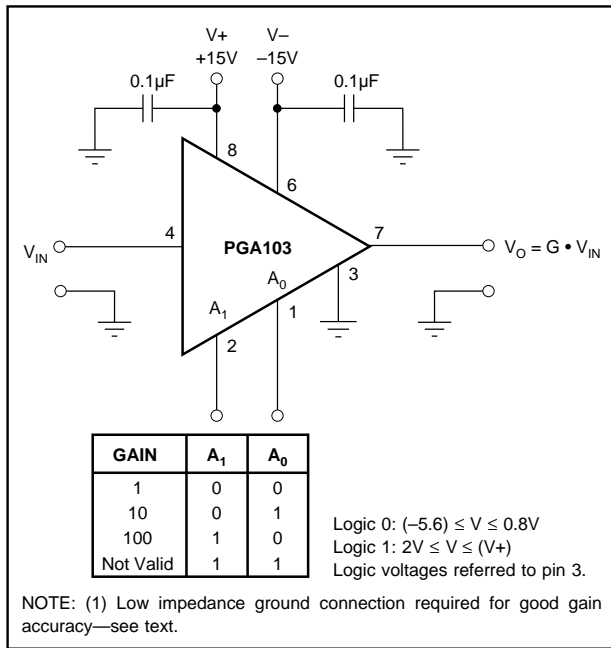 V+ V–
+15V –15V
0.1µF 0.1µF
8
6
4 7
V_IN PGA103 V_O = G • V_IN
3
A_0
A_1 1
2
GAIN A_1 A_0
1 0 0
10 0 1
100 1 0
Not Valid 1 1
Logic 0: (–5.6) ≤ V ≤ 0.8V
Logic 1: 2V ≤ V ≤ (V+)
Logic voltages referred to pin 3.
NOTE: (1) Low impedance ground connection required for good gain
accuracy—see text.